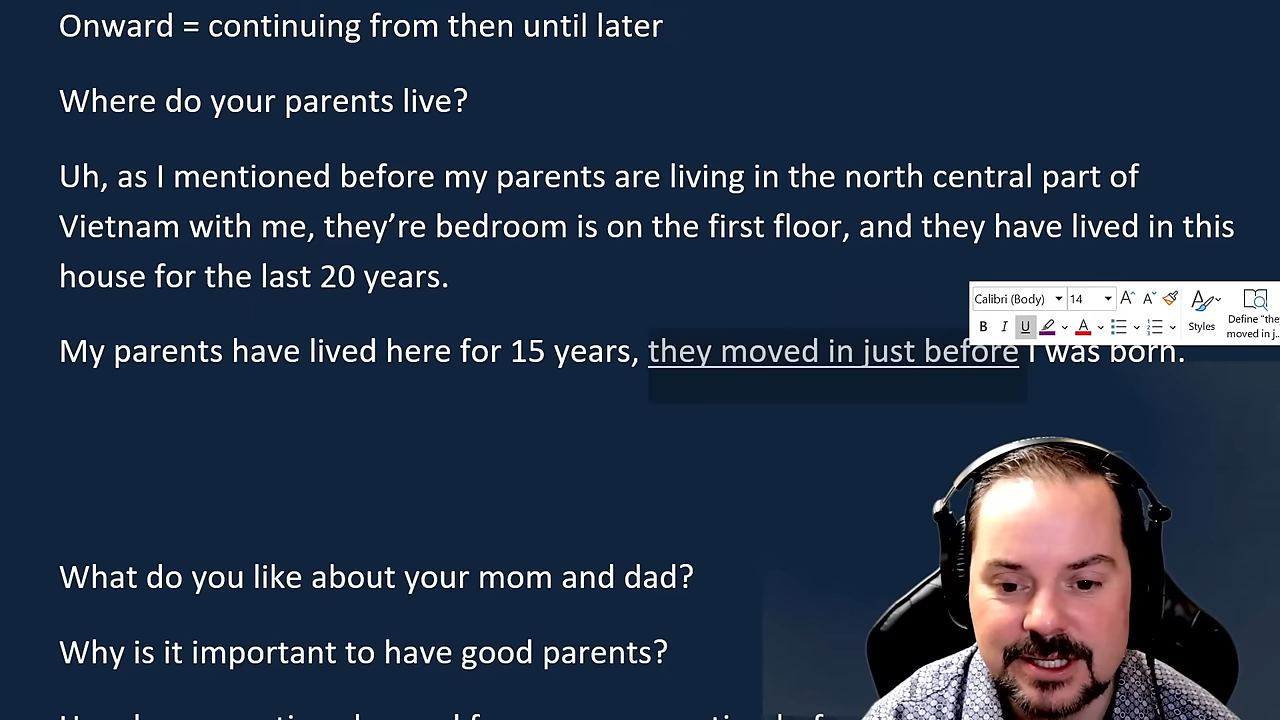 Onward = continuing from then until later
Where do your parents live?
Uh, as I mentioned before my parents are living in the north central part of
Vietnam with me, they’re bedroom is on the first floor, and they have lived in this
house for the last 20 years.
Calibri (Body) 14
B I U Styles Define "the
moved in j...
My parents have lived here for 15 years, they moved in just before I was born.
What do you like about your mom and dad?
Why is it important to have good parents?